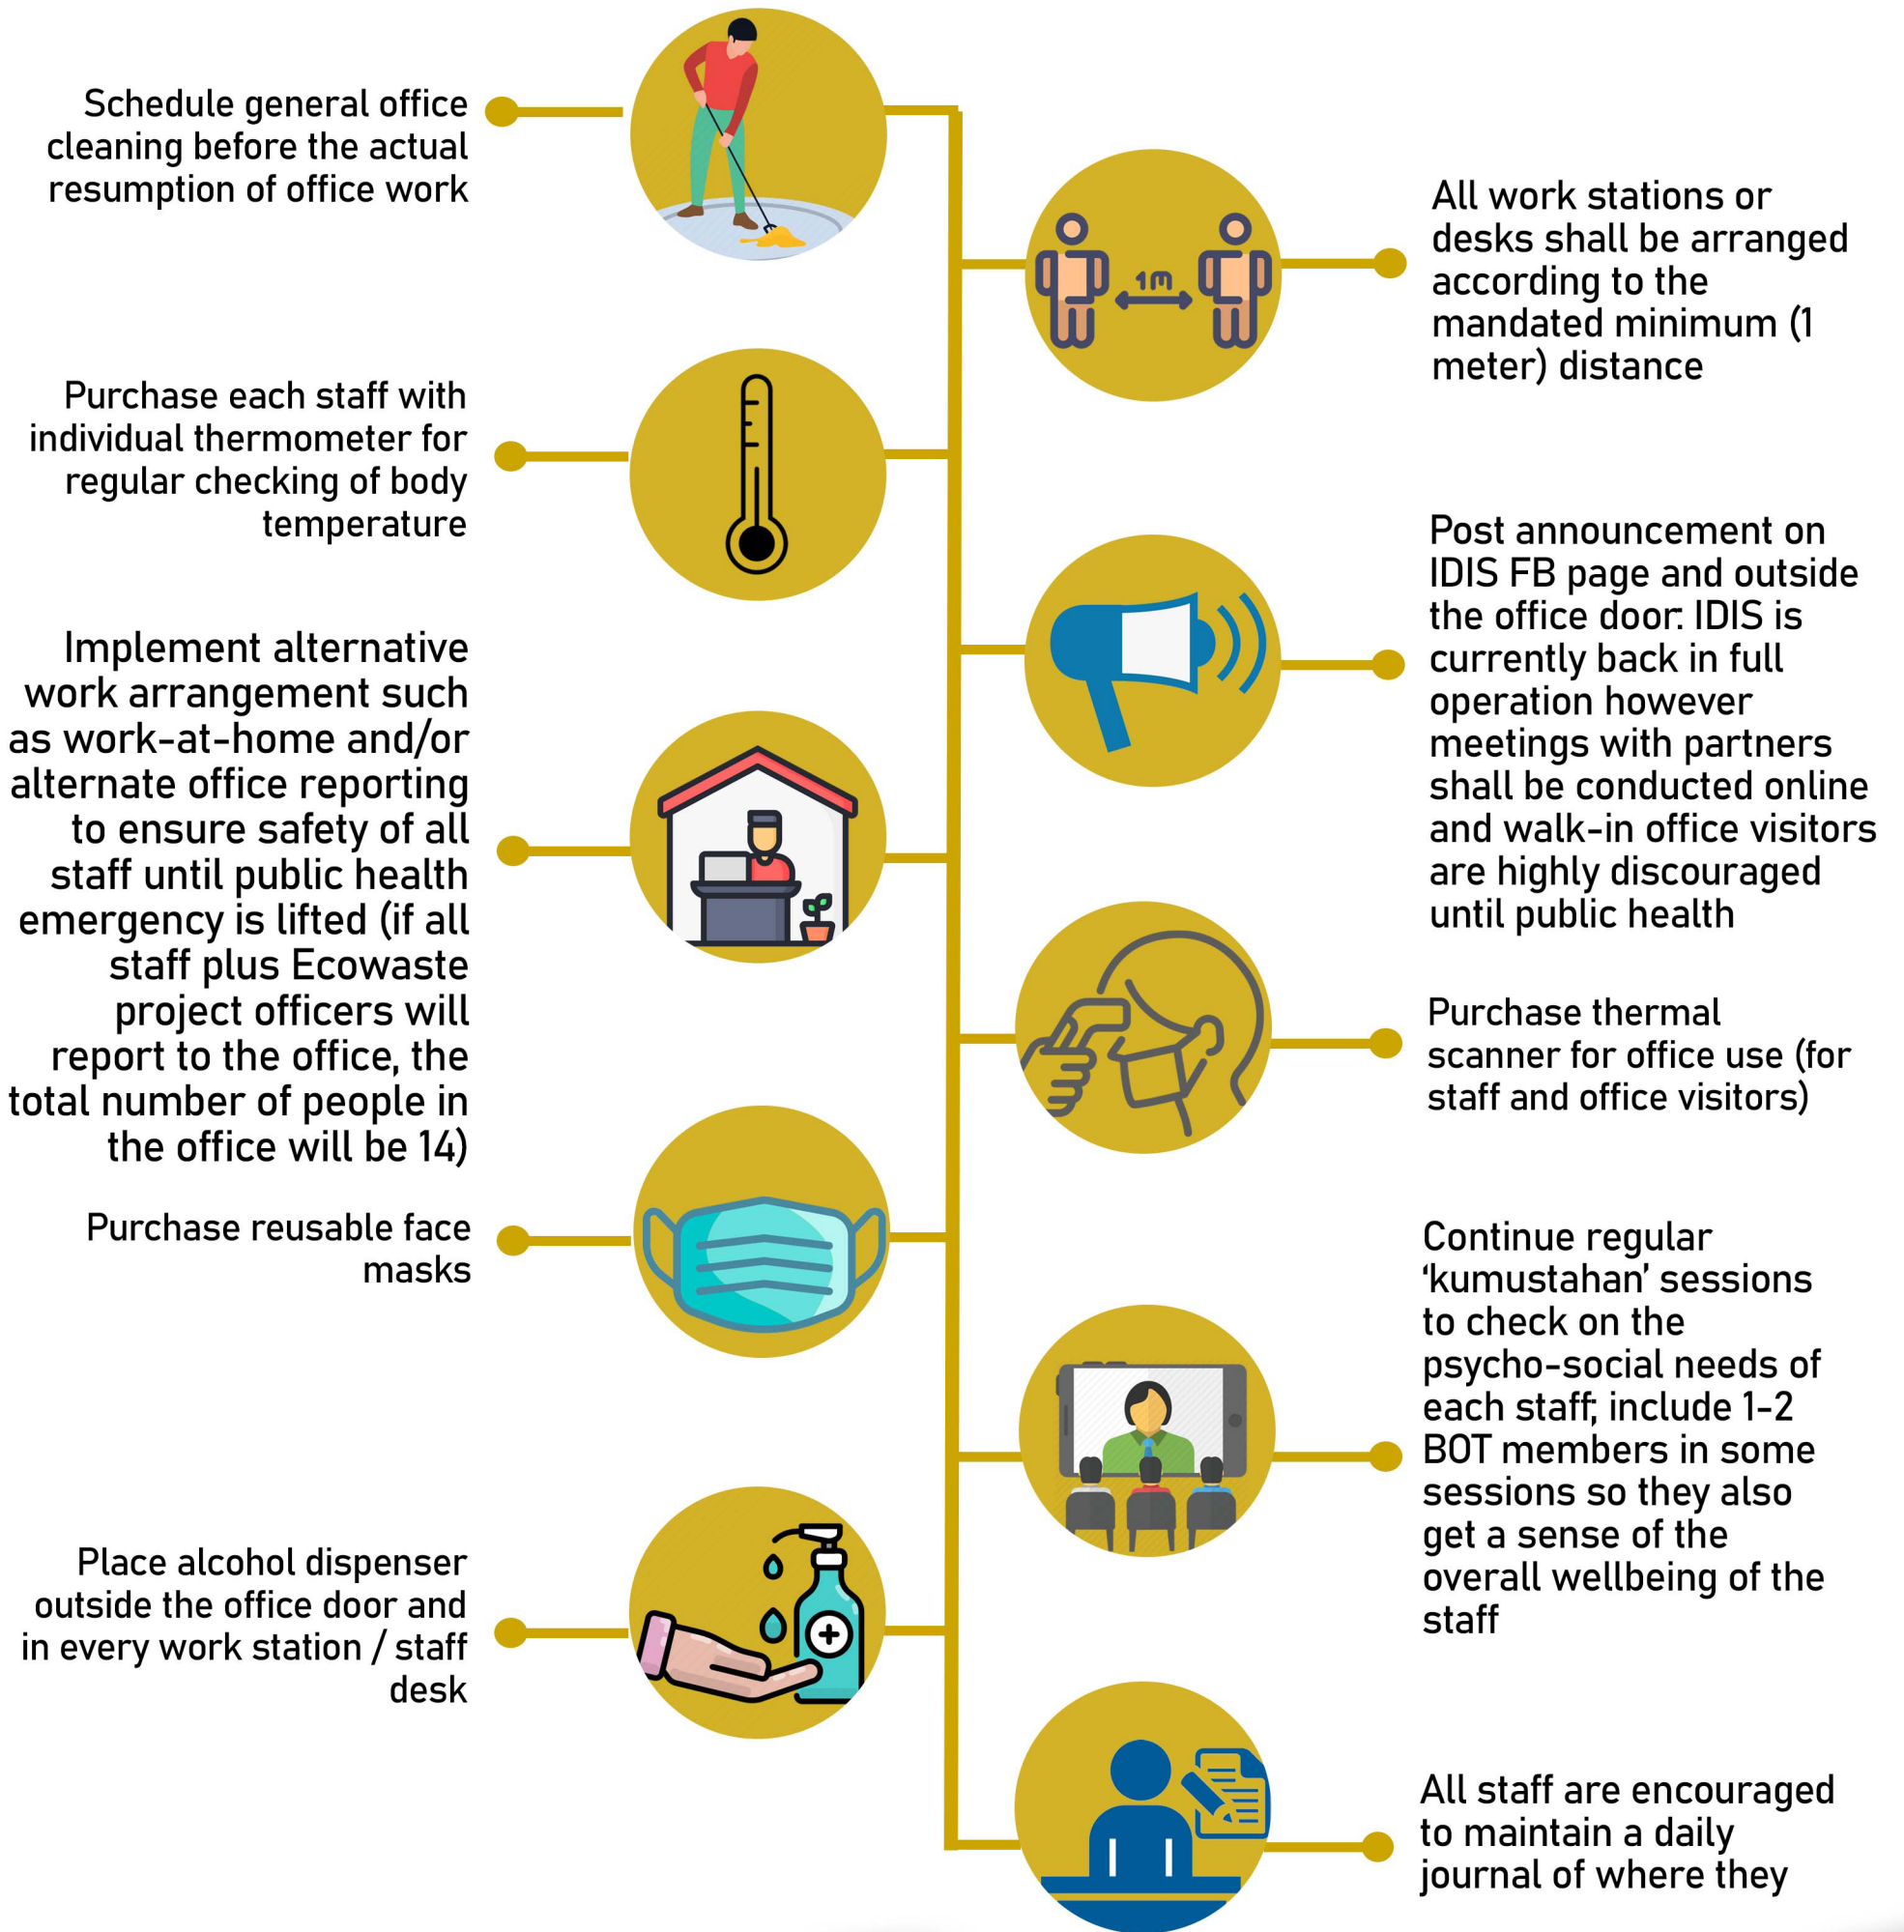 Schedule general office
cleaning before the actual
resumption of office work
All work stations or
desks shall be arranged
according to the
mandated minimum (1
meter) distance
1m
Purchase each staff with
individual thermometer for
regular checking of body
temperature
Post announcement on
IDIS FB page and outside
the office door: IDIS is
currently back in full
operation however
meetings with partners
shall be conducted online
and walk-in office visitors
are highly discouraged
until public health
Implement alternative
work arrangement such
as work-at-home and/or
alternate office reporting
to ensure safety of all
staff until public health
emergency is lifted (if all
staff plus Ecowaste
project officers will
report to the office, the
total number of people in
the office will be 14)
Purchase thermal
scanner for office use (for
staff and office visitors)
Purchase reusable face
masks
Continue regular
‘kumustahan’ sessions
to check on the
psycho-social needs of
each staff; include 1-2
BOT members in some
sessions so they also
get a sense of the
overall wellbeing of the
staff
Place alcohol dispenser
outside the office door and
in every work station / staff
desk
All staff are encouraged
to maintain a daily
journal of where they